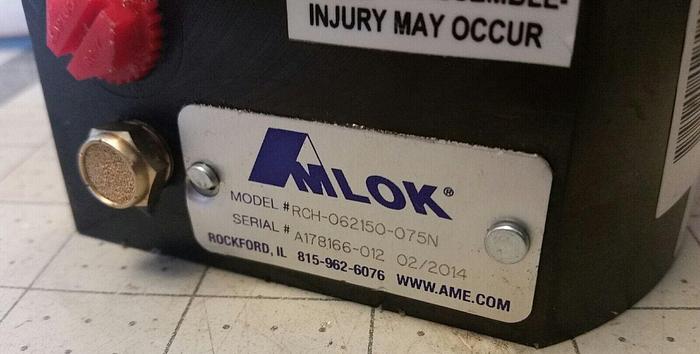 INJURY MAY OCCUR
AMLOK®
MODEL # RCH-062150-075N
SERIAL # A178166-012 02/2014
ROCKFORD, IL 815-962-6076 WWW.AME.COM